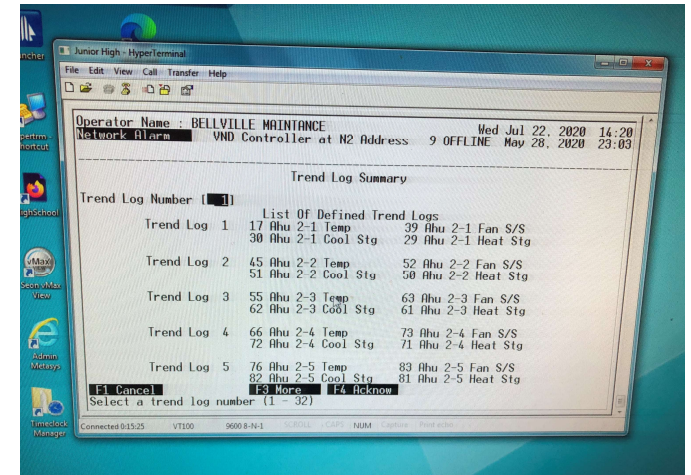 Junior High - HyperTerminal
File Edit View Call Transfer Help
Operator Name : BELLVILLE MAINTANCE Wed Jul 22, 2020 14:20
Network Alarm VND Controller at N2 Address 9 OFFLINE May 28, 2020 23:03
Trend Log Summary
Trend Log Number [ 1]
List Of Defined Trend Logs
Trend Log 1 17 Ahu 2-1 Temp 39 Ahu 2-1 Fan S/S
30 Ahu 2-1 Cool Stg 29 Ahu 2-1 Heat Stg
Trend Log 2 45 Ahu 2-2 Temp 52 Ahu 2-2 Fan S/S
51 Ahu 2-2 Cool Stg 50 Ahu 2-2 Heat Stg
Trend Log 3 55 Ahu 2-3 Temp 63 Ahu 2-3 Fan S/S
62 Ahu 2-3 Cool Stg 61 Ahu 2-3 Heat Stg
Trend Log 4 66 Ahu 2-4 Temp 73 Ahu 2-4 Fan S/S
72 Ahu 2-4 Cool Stg 71 Ahu 2-4 Heat Stg
Trend Log 5 76 Ahu 2-5 Temp 83 Ahu 2-5 Fan S/S
82 Ahu 2-5 Cool Stg 81 Ahu 2-5 Heat Stg
F1 Cancel F3 More F4 Acknow
Select a trend log number (1 - 32)
Connected 0:15:25 VT100 9600 8-N-1 SCROLL CAPS NUM Capture Print echo
ighSchool
vMax
Seon vMax
View
Admin
Metasys
Timeclock
Manager